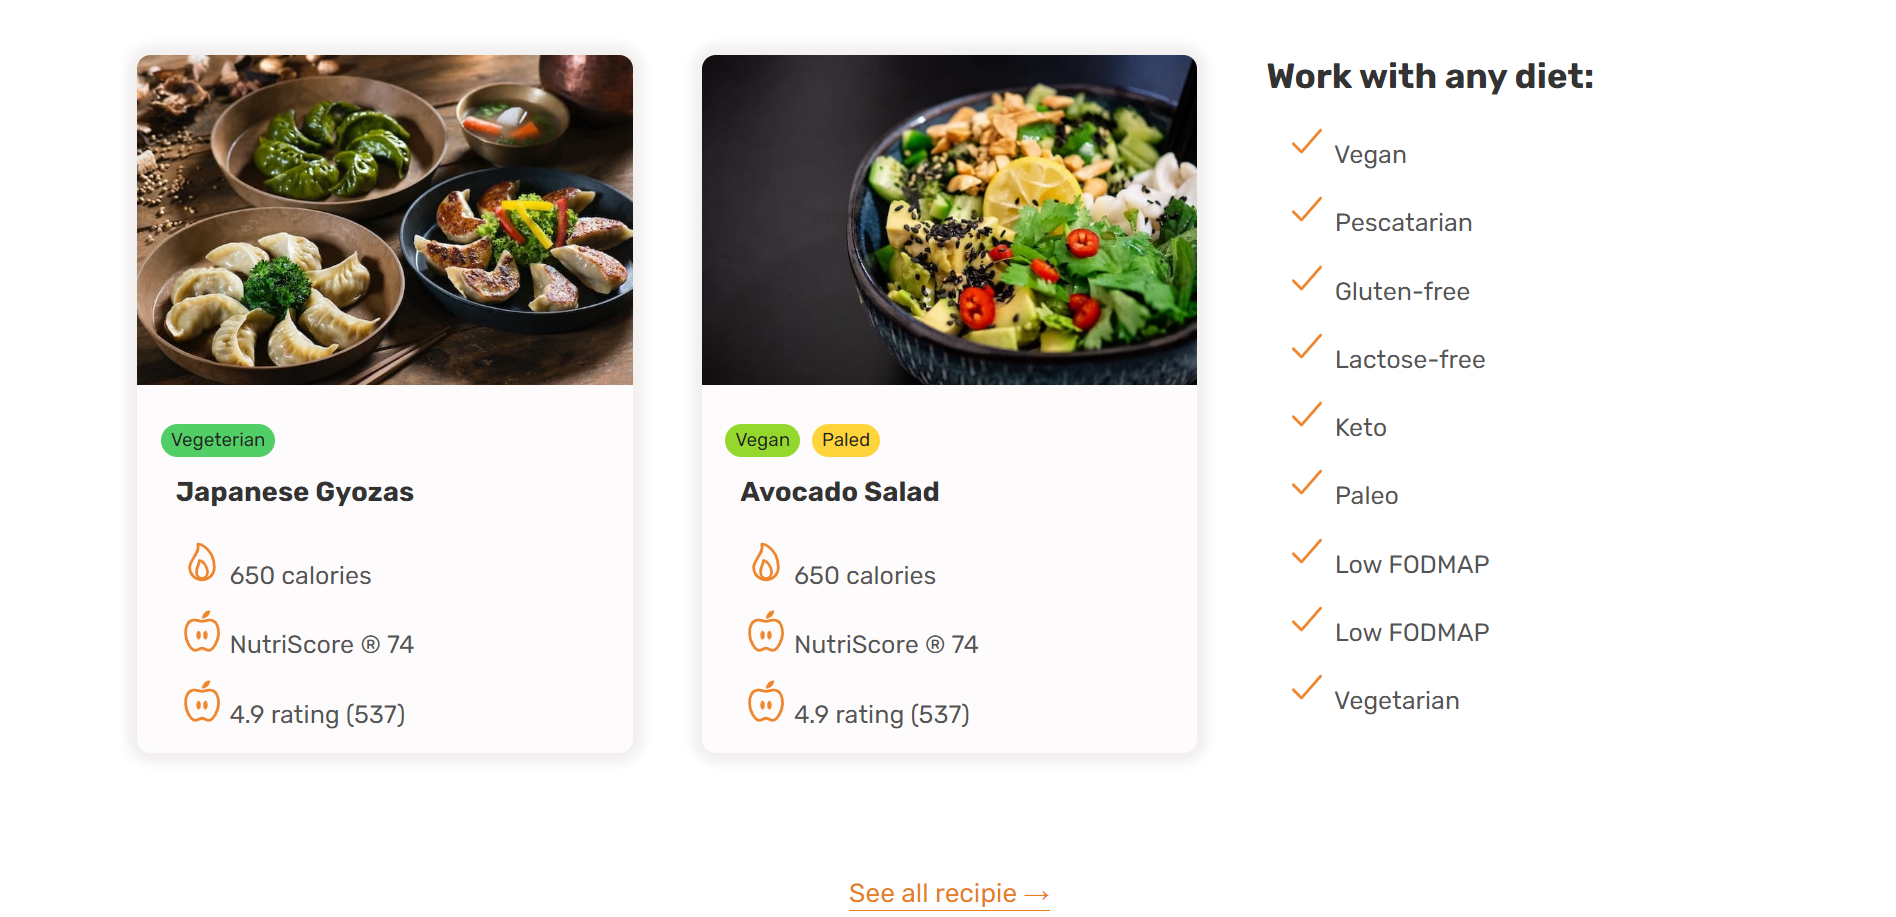 Vegeterian
Japanese Gyozas
650 calories
NutriScore ® 74
4.9 rating (537)
Vegan Paled
Avocado Salad
650 calories
NutriScore ® 74
4.9 rating (537)
Work with any diet:
Vegan
Pescatarian
Gluten-free
Lactose-free
Keto
Paleo
Low FODMAP
Low FODMAP
Vegetarian
See all recipie →